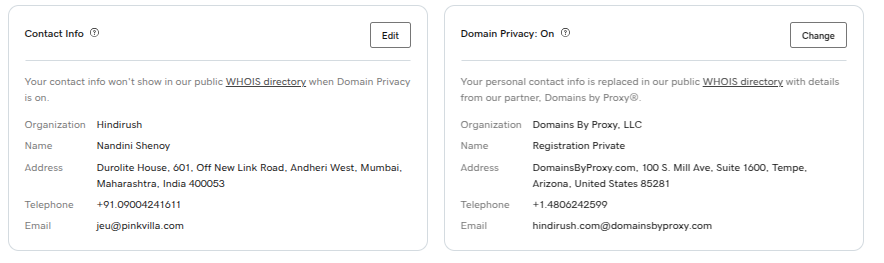 Contact Info
Edit
Your contact info won't show in our public WHOIS directory when Domain Privacy
is on.
Organization Hindirush
Name Nandini Shenoy
Address Durolite House, 601, Off New Link Road, Andheri West, Mumbai,
Maharashtra, India 400053
Telephone +91.09004241611
Email jeu@pinkvilla.com
Domain Privacy: On
Change
Your personal contact info is replaced in our public WHOIS directory with details
from our partner, Domains by Proxy®.
Organization Domains By Proxy, LLC
Name Registration Private
Address DomainsByProxy.com, 100 S. Mill Ave, Suite 1600, Tempe,
Arizona, United States 85281
Telephone +1.4806242599
Email hindirush.com@domainsbyproxy.com